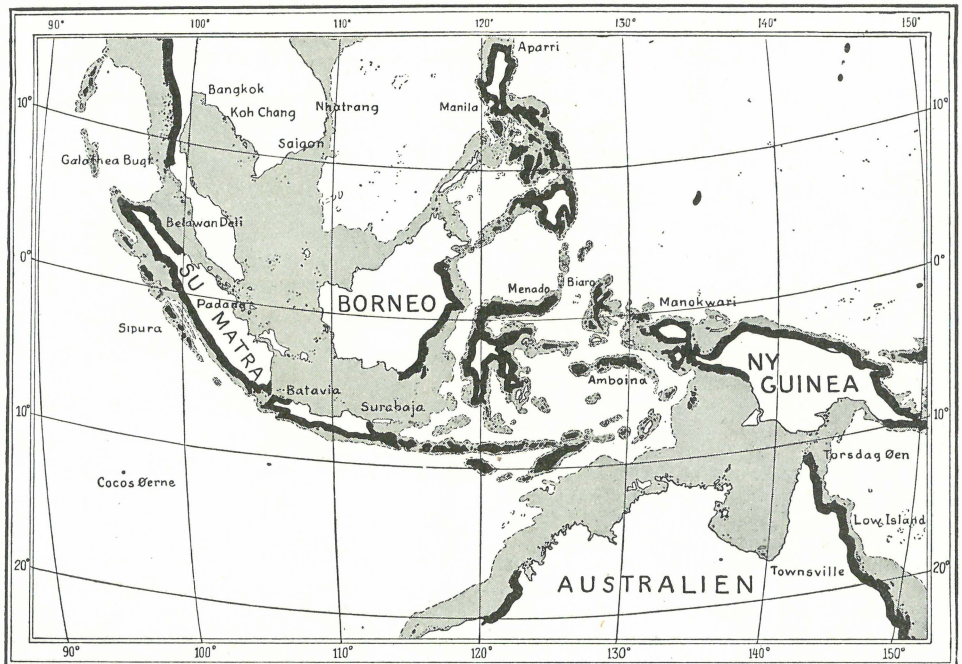 90° 100° 110° 120° 130° 140° 150°
Aparri
Bangkok
10° Koh Chang Nhatrang Manila 10°
Saigon
Galathea Bugt
Belawan Deli
0° 0°
SUMATRA
Padang BORNEO Menado Biaro Manokwari
Sipura
NY
GUINEA
Amboina
Batavia
Surabaja
10° 10°
Torsdag Øen
Cocos Øerne
Low Island
20° Townsville 20°
AUSTRALIEN
90° 100° 110° 120° 130° 140° 150°